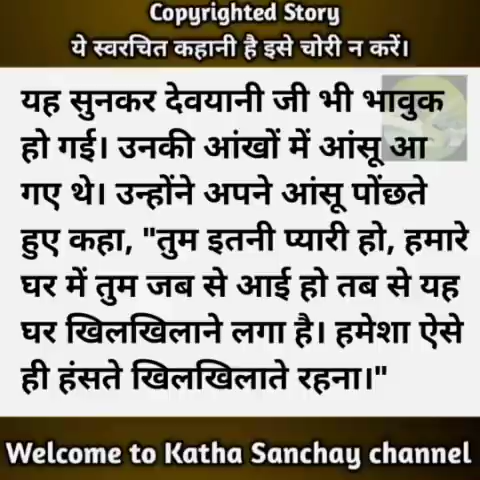 Copyrighted Story
ये स्वरचित कहानी है इसे चोरी न करें।
यह सुनकर देवयानी जी भी भावुक
हो गई। उनकी आंखों में आंसू आ
गए थे। उन्होंने अपने आंसू पोंछते
हुए कहा, "तुम इतनी प्यारी हो, हमारे
घर में तुम जब से आई हो तब से यह
घर खिलखिलाने लगा है। हमेशा ऐसे
ही हंसते खिलखिलाते रहना।"
Welcome to Katha Sanchay channel